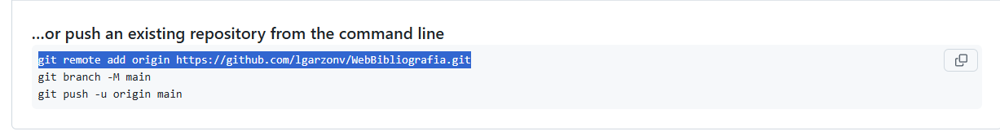 ...or push an existing repository from the command line
git remote add origin https://github.com/lgarzonv/WebBibliografia.git
git branch -M main
git push -u origin main